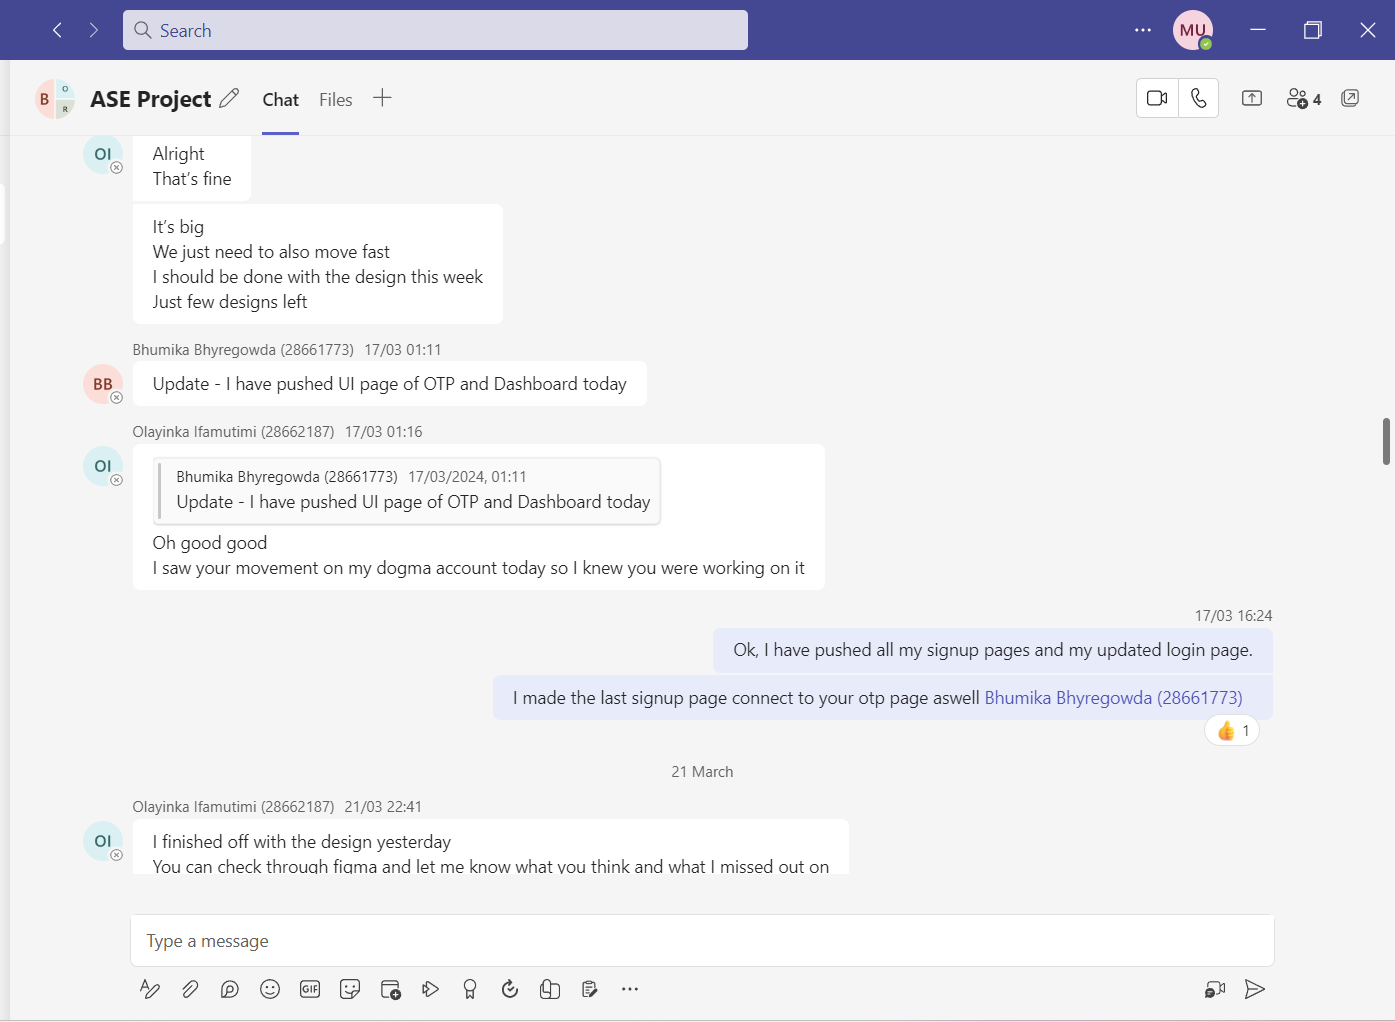 Search
MU
B
O
R
ASE Project
Chat
Files
4
OI
Alright
That's fine
It's big
We just need to also move fast
I should be done with the design this week
Just few designs left
Bhumika Bhyregowda (28661773) 17/03 01:11
BB
Update - I have pushed UI page of OTP and Dashboard today
Olayinka Ifamutimi (28662187) 17/03 01:16
OI
Bhumika Bhyregowda (28661773) 17/03/2024, 01:11
Update - I have pushed UI page of OTP and Dashboard today
Oh good good
I saw your movement on my dogma account today so I knew you were working on it
17/03 16:24
Ok, I have pushed all my signup pages and my updated login page.
I made the last signup page connect to your otp page aswell Bhumika Bhyregowda (28661773)
👍 1
21 March
Olayinka Ifamutimi (28662187) 21/03 22:41
OI
I finished off with the design yesterday
You can check through figma and let me know what you think and what I missed out on
Type a message
GIF